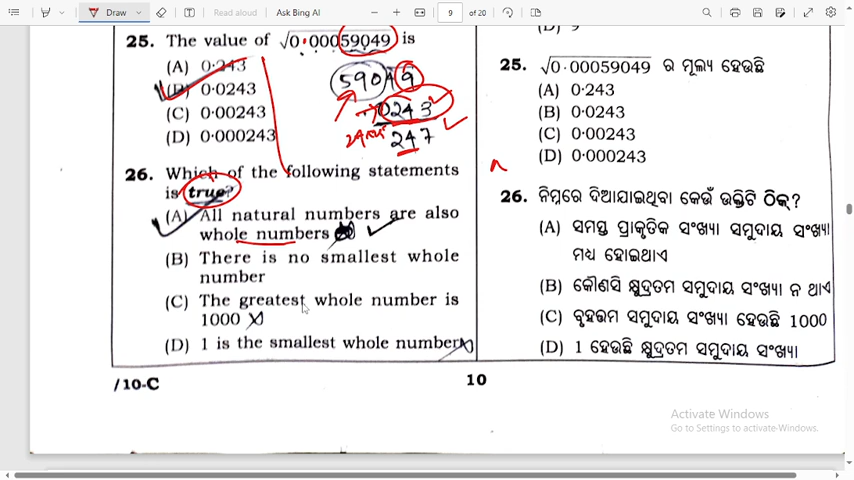 Draw
Read aloud
Ask Bing AI
9
of 20
25. The value of √0·00059049 is
(A) 0·243
(B) 0·0243
(C) 0·00243
(D) 0·000243
59049
0243
247
26. Which of the following statements
is true?
(A) All natural numbers are also
whole numbers
(B) There is no smallest whole
number
(C) The greatest whole number is
1000
(D) 1 is the smallest whole number
/10-C
10
(D) 9
25. √0·00059049 ର ମୂଲ୍ୟ ହେଉଛି
(A) 0·243
(B) 0·0243
(C) 0·00243
(D) 0·000243
26. ନିମ୍ନରେ ଦିଆଯାଇଥିବା କେଉଁ ଉକ୍ତିଟି ଠିକ୍?
(A) ସମସ୍ତ ପ୍ରାକୃତିକ ସଂଖ୍ୟା ସମୁଦାୟ ସଂଖ୍ୟା
ମଧ୍ୟ ହୋଇଥାଏ
(B) କୌଣସି କ୍ଷୁଦ୍ରତମ ସମୁଦାୟ ସଂଖ୍ୟା ନ ଥାଏ
(C) ବୃହତ୍ତମ ସମୁଦାୟ ସଂଖ୍ୟା ହେଉଛି 1000
(D) 1 ହେଉଛି କ୍ଷୁଦ୍ରତମ ସମୁଦାୟ ସଂଖ୍ୟା
Activate Windows
Go to Settings to activate Windows.